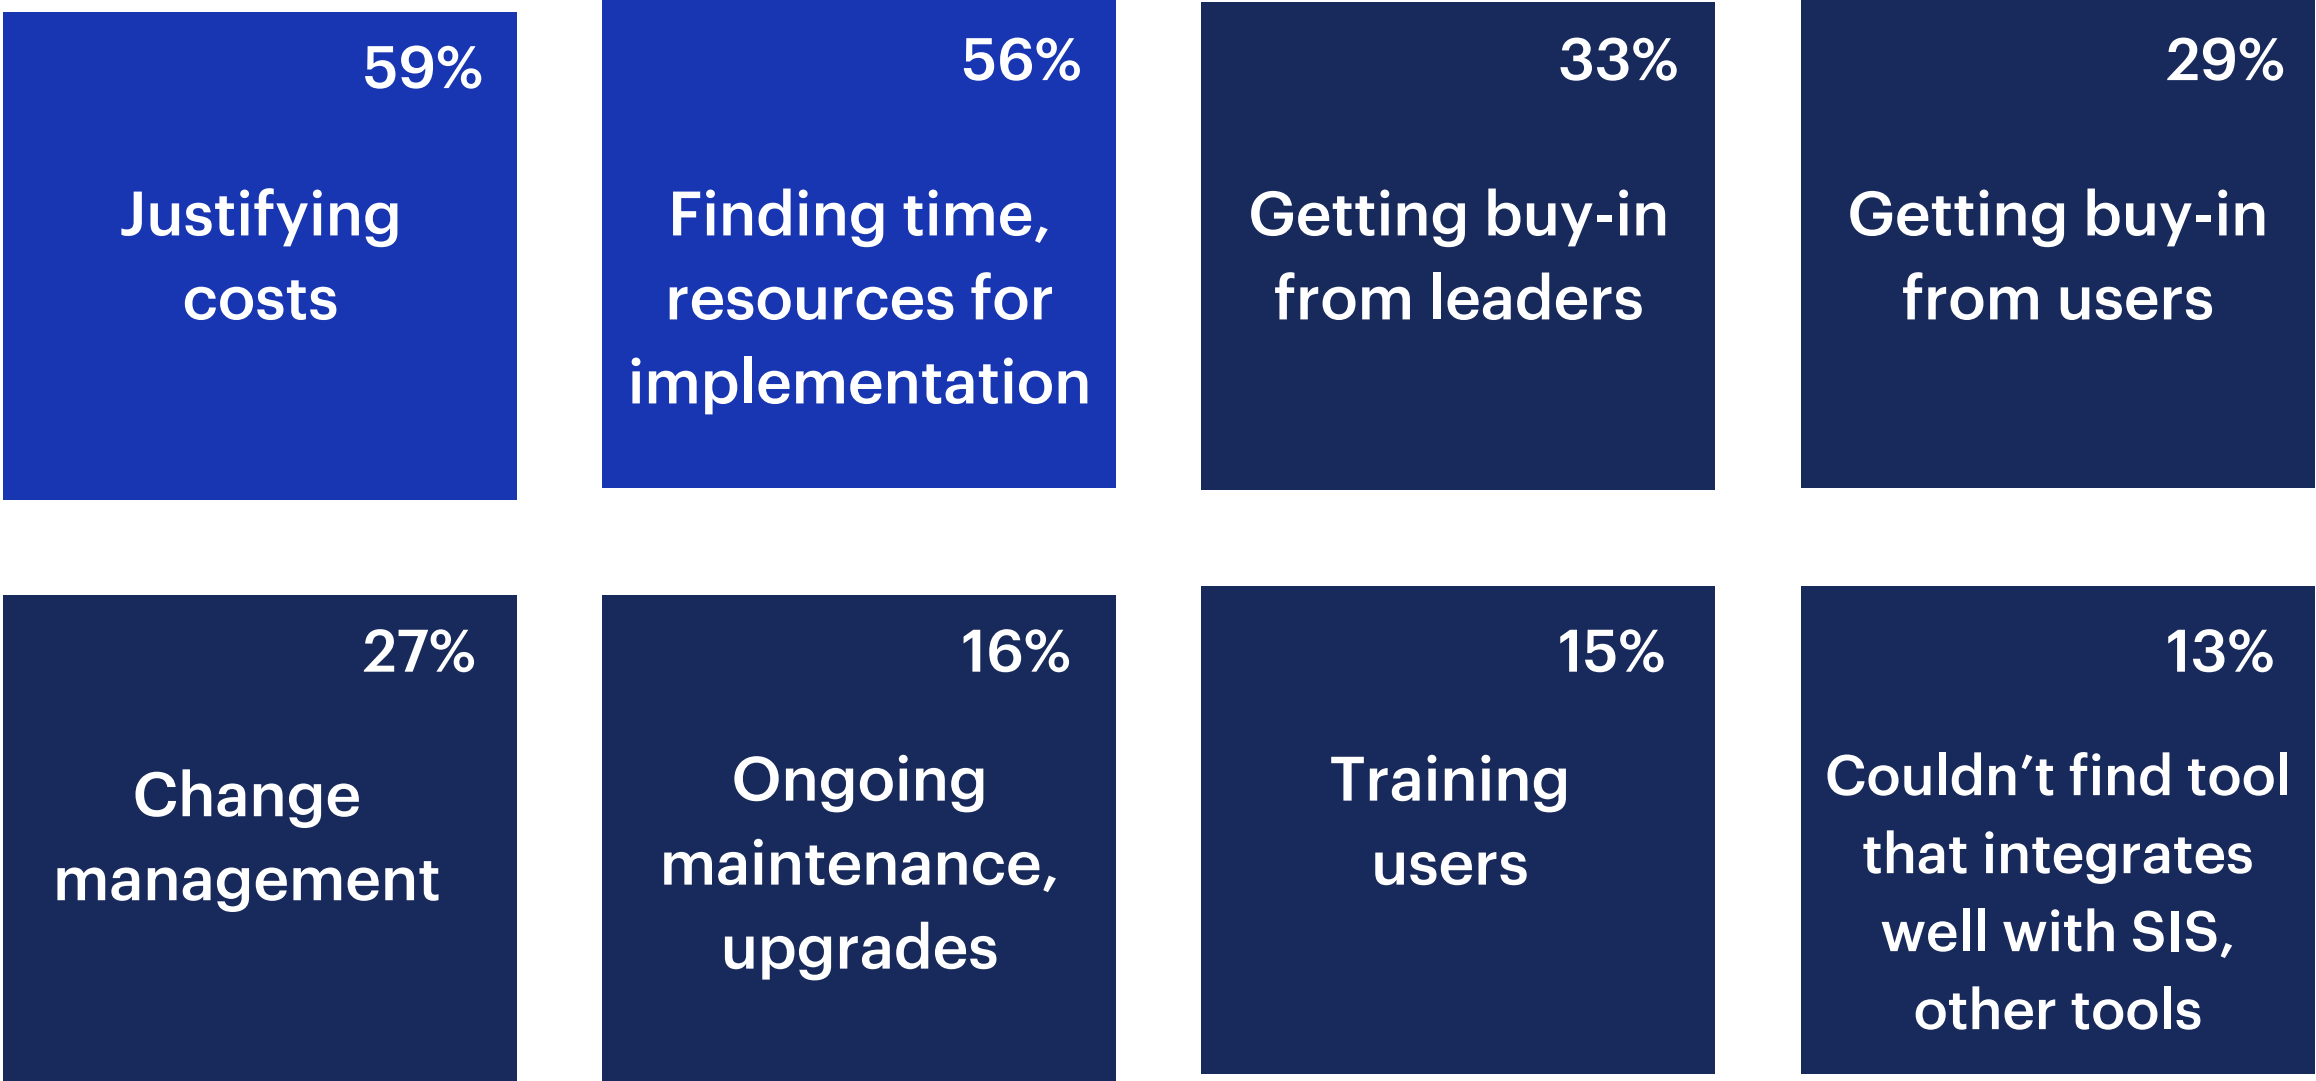 59%
Justifying
costs
56%
Finding time,
resources for
implementation
33%
Getting buy-in
from leaders
29%
Getting buy-in
from users
27%
Change
management
16%
Ongoing
maintenance,
upgrades
15%
Training
users
13%
Couldn’t find tool
that integrates
well with SIS,
other tools